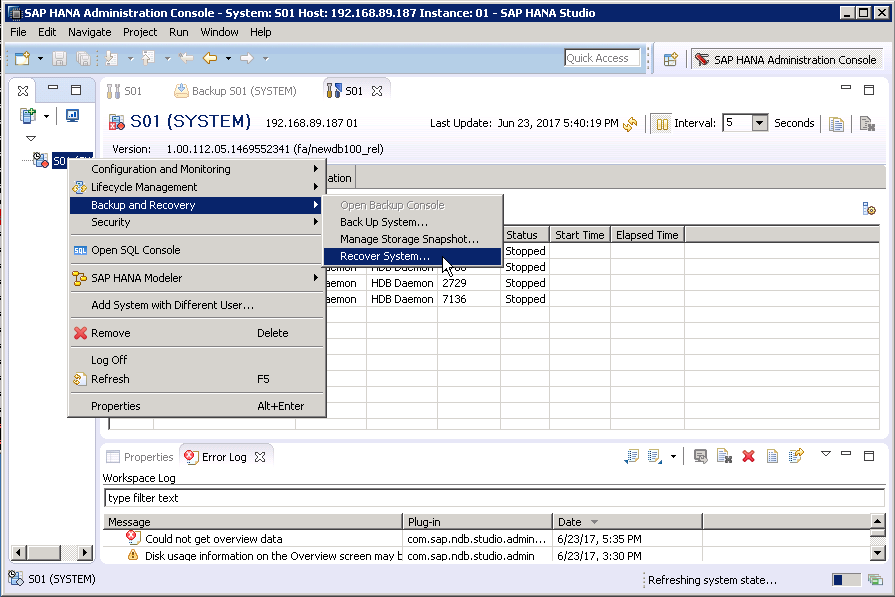 SAP HANA Administration Console - System: S01 Host: 192.168.89.187 Instance: 01 - SAP HANA Studio
File Edit Navigate Project Run Window Help
Quick Access
SAP HANA Administration Console
S01 Backup S01 (SYSTEM) S01
S01 (SYSTEM) 192.168.89.187 01
Last Update: Jun 23, 2017 5:40:19 PM Interval: 5 Seconds
Version: 1.00.112.05.1469552341 (fa/newdb100_rel)
Configuration and Monitoring
Lifecycle Management
Backup and Recovery
Security
Open SQL Console
SAP HANA Modeler
Add System with Different User...
Remove Delete
Log Off
Refresh F5
Properties Alt+Enter
Open Backup Console
Back Up System...
Manage Storage Snapshot...
Recover System...
Status Start Time Elapsed Time
Stopped
Stopped
HDB Daemon 2729 Stopped
HDB Daemon 7136 Stopped
Properties Error Log
Workspace Log
type filter text
Message Plug-in Date
Could not get overview data com.sap.ndb.studio.admin... 6/23/17, 5:35 PM
Disk usage information on the Overview screen may b com.sap.ndb.studio.admin 6/23/17, 3:30 PM
S01 (SYSTEM) Refreshing system state...